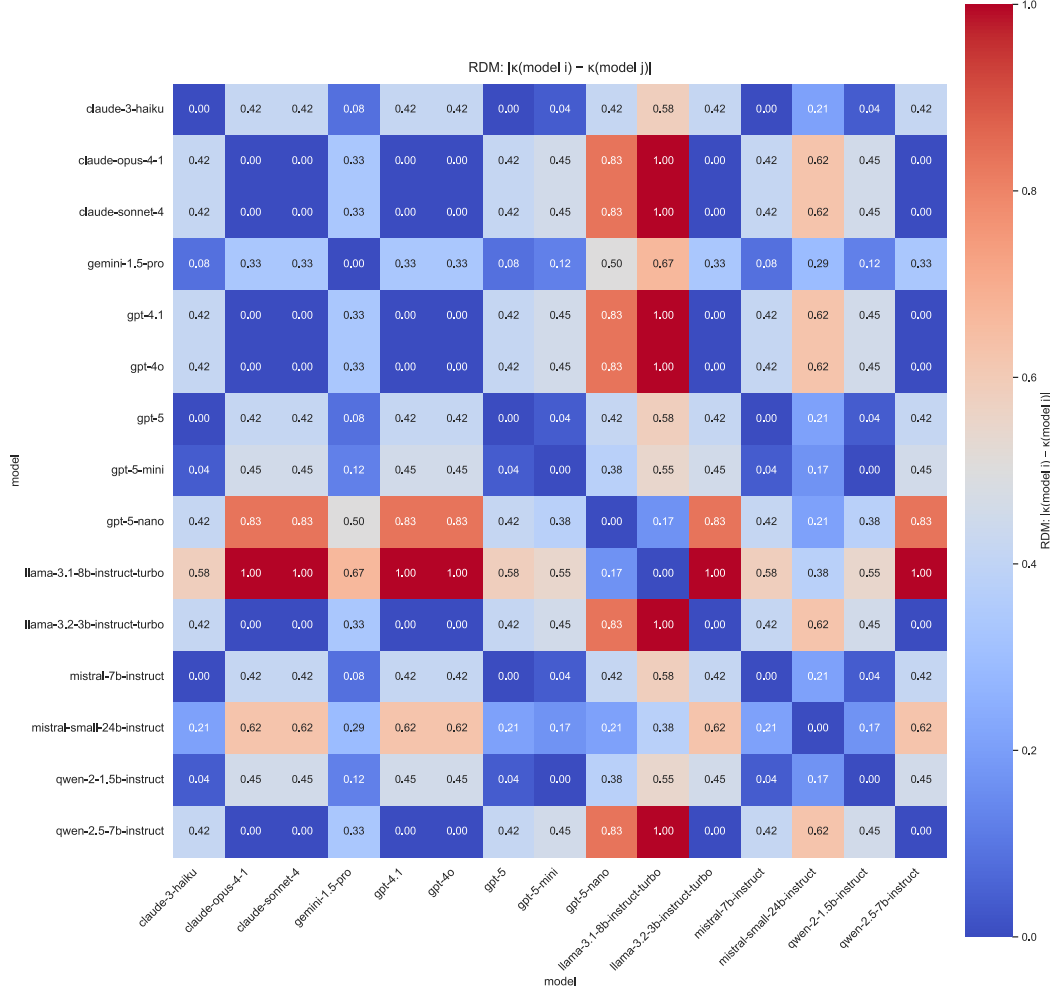 RDM: |κ(model i) − κ(model j)|
1.0
claude-3-haiku 0.00 0.42 0.42 0.08 0.42 0.42 0.00 0.04 0.42 0.58 0.42 0.00 0.21 0.04 0.42
claude-opus-4-1 0.42 0.00 0.00 0.33 0.00 0.00 0.42 0.45 0.83 1.00 0.00 0.42 0.62 0.45 0.00
0.8
claude-sonnet-4 0.42 0.00 0.00 0.33 0.00 0.00 0.42 0.45 0.83 1.00 0.00 0.42 0.62 0.45 0.00
gemini-1.5-pro 0.08 0.33 0.33 0.00 0.33 0.33 0.08 0.12 0.50 0.67 0.33 0.08 0.29 0.12 0.33
gpt-4.1 0.42 0.00 0.00 0.33 0.00 0.00 0.42 0.45 0.83 1.00 0.00 0.42 0.62 0.45 0.00
gpt-4o 0.42 0.00 0.00 0.33 0.00 0.00 0.42 0.45 0.83 1.00 0.00 0.42 0.62 0.45 0.00
0.6
gpt-5 0.00 0.42 0.42 0.08 0.42 0.42 0.00 0.04 0.42 0.58 0.42 0.00 0.21 0.04 0.42
model
gpt-5-mini 0.04 0.45 0.45 0.12 0.45 0.45 0.04 0.00 0.38 0.55 0.45 0.04 0.17 0.00 0.45
RDM: |κ(model i) − κ(model j)|
gpt-5-nano 0.42 0.83 0.83 0.50 0.83 0.83 0.42 0.38 0.00 0.17 0.83 0.42 0.21 0.38 0.83
llama-3.1-8b-instruct-turbo 0.58 1.00 1.00 0.67 1.00 1.00 0.58 0.55 0.17 0.00 1.00 0.58 0.38 0.55 1.00
0.4
llama-3.2-3b-instruct-turbo 0.42 0.00 0.00 0.33 0.00 0.00 0.42 0.45 0.83 1.00 0.00 0.42 0.62 0.45 0.00
mistral-7b-instruct 0.00 0.42 0.42 0.08 0.42 0.42 0.00 0.04 0.42 0.58 0.42 0.00 0.21 0.04 0.42
mistral-small-24b-instruct 0.21 0.62 0.62 0.29 0.62 0.62 0.21 0.17 0.21 0.38 0.62 0.21 0.00 0.17 0.62
0.2
qwen-2-1.5b-instruct 0.04 0.45 0.45 0.12 0.45 0.45 0.04 0.00 0.38 0.55 0.45 0.04 0.17 0.00 0.45
qwen-2.5-7b-instruct 0.42 0.00 0.00 0.33 0.00 0.00 0.42 0.45 0.83 1.00 0.00 0.42 0.62 0.45 0.00
0.0
claude-3-haiku
claude-opus-4-1
claude-sonnet-4
gemini-1.5-pro
gpt-4.1
gpt-4o
gpt-5
gpt-5-mini
gpt-5-nano
llama-3.1-8b-instruct-turbo
llama-3.2-3b-instruct-turbo
mistral-7b-instruct
mistral-small-24b-instruct
qwen-2-1.5b-instruct
qwen-2.5-7b-instruct
model